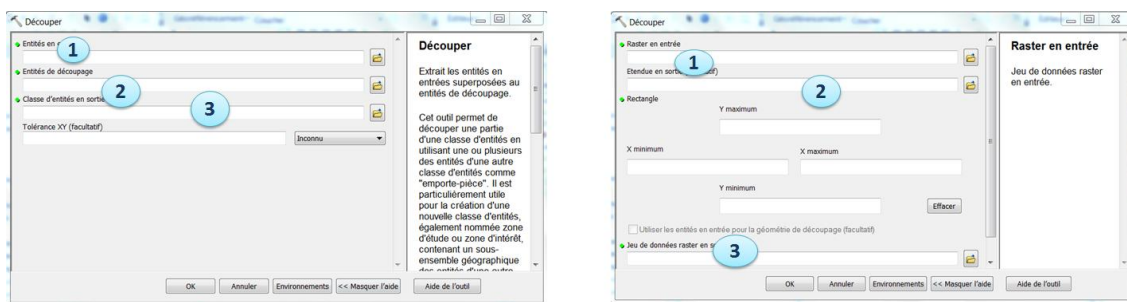 Découper
Entités en
1
Entités de découpage
2
Classe d'entités en sortie
3
Tolérance XY (facultatif)
Inconnu
OK
Annuler
Environnements
<< Masquer l'aide
Aide de l'outil
Découper
Extrait les entités en
entrées superposées au
entités de découpage.
Cet outil permet de
découper une partie
d'une classe d'entités en
utilisant une ou plusieurs
des entités d'une autre
classe d'entités comme
"emporte-pièce". Il est
particulièrement utile
pour la création d'une
nouvelle classe d'entités,
également nommée zone
d'étude ou zone d'intérêt,
contenant un sous-
ensemble géographique
des entités d'une autre
Découper
Raster en entrée
1
Etendue en
2
Rectangle
Y maximum
X minimum
X maximum
Y minimum
Effacer
Utiliser les entités en entrée pour la géométrie de découpage (facultatif)
Jeu de données raster en
3
OK
Annuler
Environnements
<< Masquer l'aide
Aide de l'outil
Raster en entrée
Jeu de données raster
en entrée.